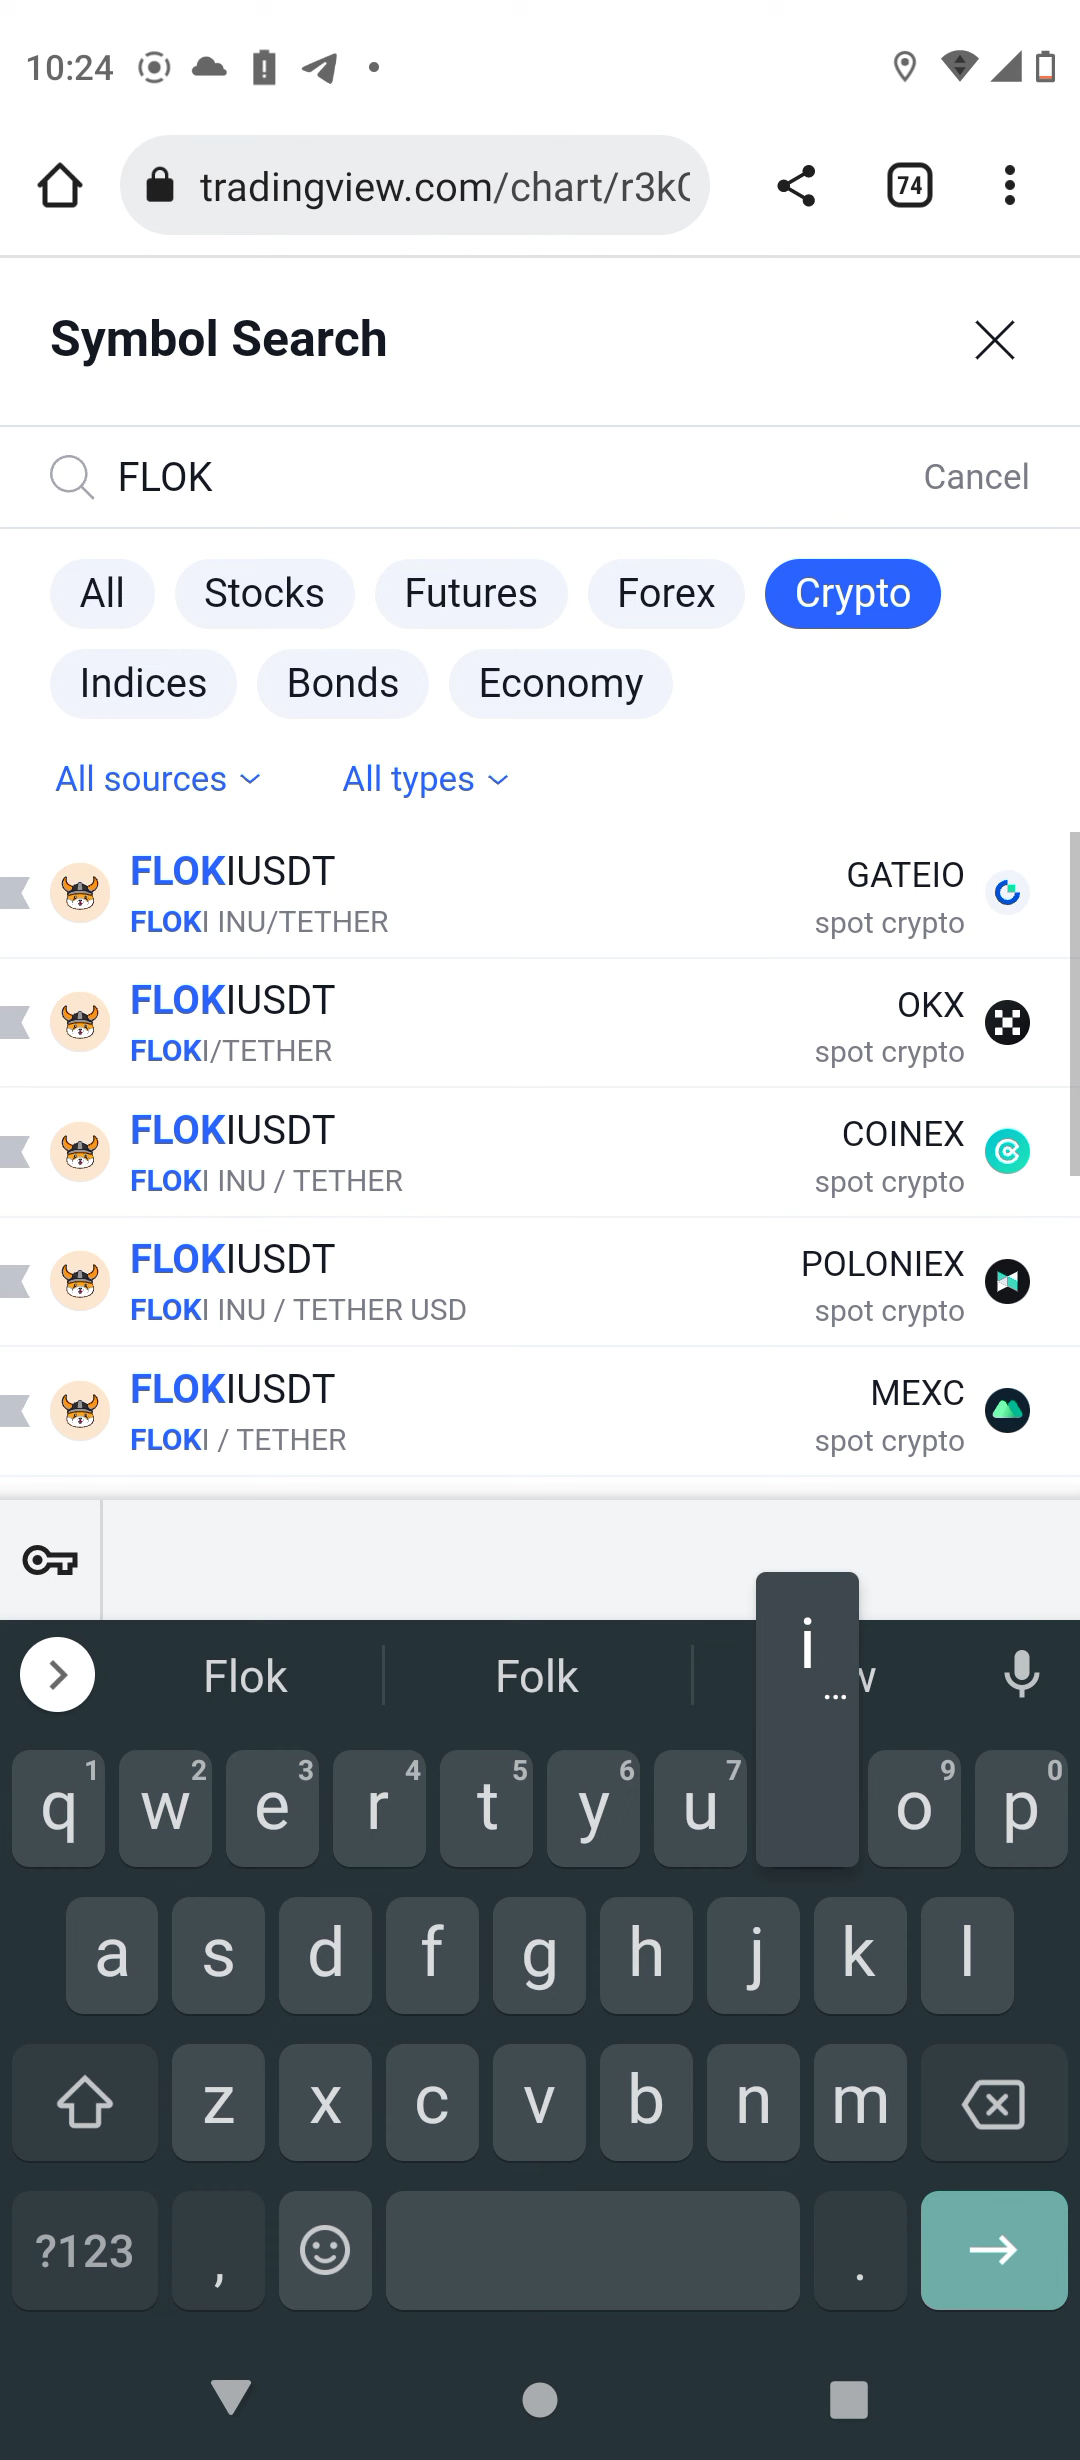 10:24
tradingview.com/chart/r3k
74
Symbol Search
FLOK
Cancel
All Stocks Futures Forex Crypto
Indices Bonds Economy
All sources All types
FLOKIUSDT GATEIO
FLOKI INU/TETHER spot crypto
FLOKIUSDT OKX
FLOKI/TETHER spot crypto
FLOKIUSDT COINEX
FLOKI INU / TETHER spot crypto
FLOKIUSDT POLONIEX
FLOKI INU / TETHER USD spot crypto
FLOKIUSDT MEXC
FLOKI / TETHER spot crypto
i
...
Flok Folk
1 2 3 4 5 6 7 9 0
q w e r t y u o p
a s d f g h j k l
z x c v b n m
?123 , .